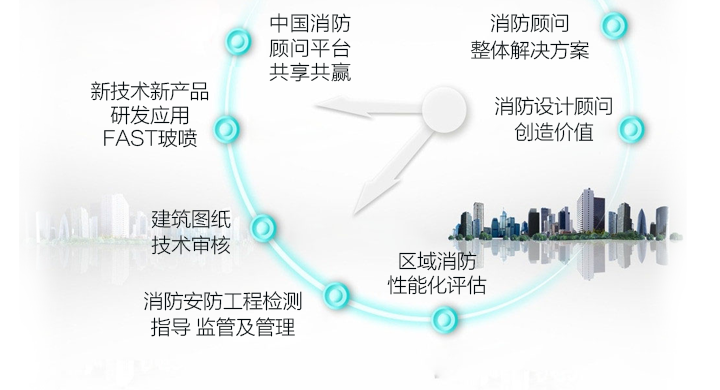 中国消防
顾问平台
共享共赢
消防顾问
整体解决方案
新技术新产品
研发应用
FAST玻喷
消防设计顾问
创造价值
建筑图纸
技术审核
区域消防
性能化评估
消防安防工程检测
指导 监管及管理